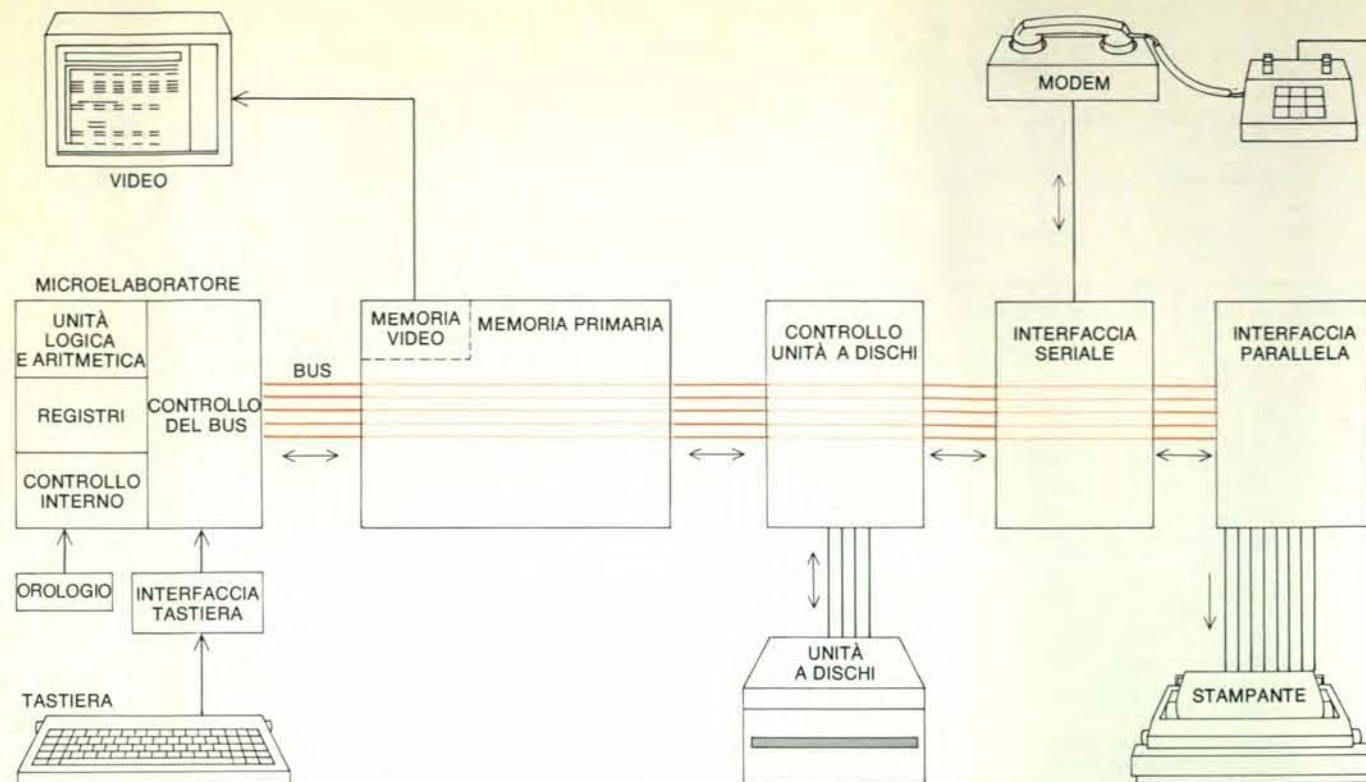 MODEM
VIDEO
MICROELABORATORE
UNITÀ
LOGICA
E ARITMETICA
REGISTRI
CONTROLLO
INTERNO
CONTROLLO
DEL BUS
BUS
MEMORIA
VIDEO
MEMORIA PRIMARIA
CONTROLLO
UNITÀ A DISCHI
INTERFACCIA
SERIALE
INTERFACCIA
PARALLELA
OROLOGIO
INTERFACCIA
TASTIERA
TASTIERA
UNITÀ
A DISCHI
STAMPANTE